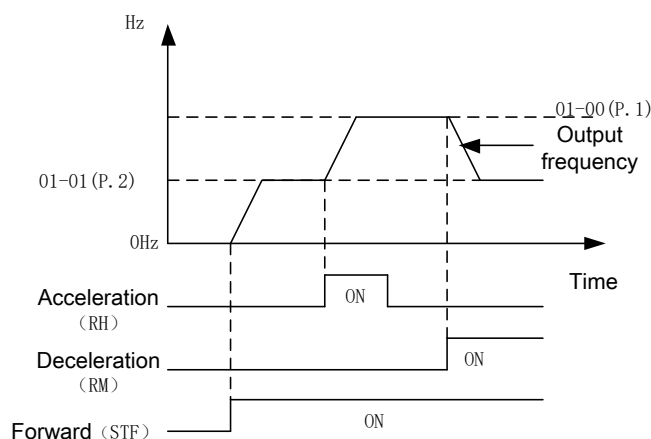 Hz
01-00(P.1)
Output
frequency
01-01(P.2)
0Hz
Time
Acceleration
(RH)
ON
Deceleration
(RM)
ON
Forward (STF)
ON